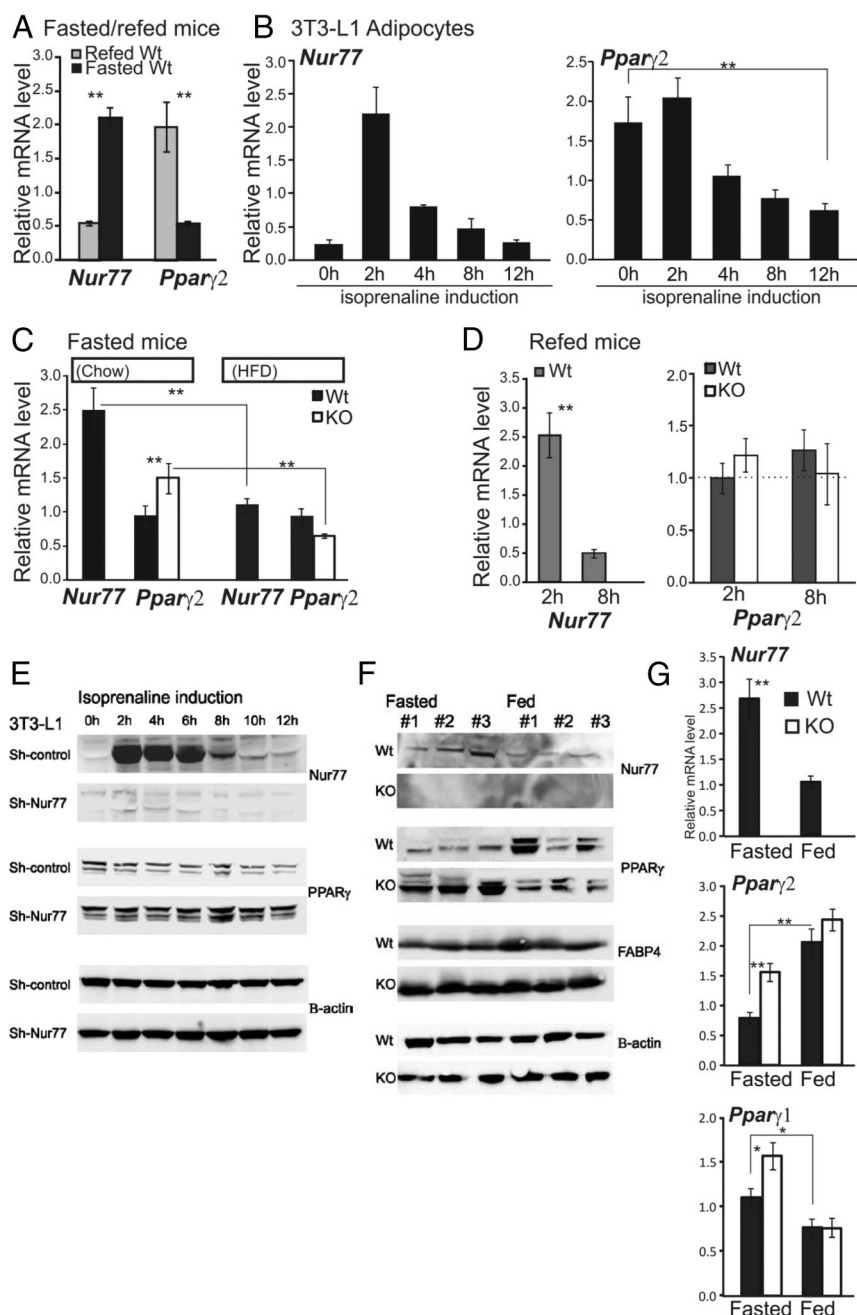 A Fasted/refed mice
Refed Wt
Fasted Wt
Relative mRNA level
3.0
2.5
2.0
1.5
1.0
0.5
0.0
**
**
Nur77 Pparγ2
B 3T3-L1 Adipocytes
Nur77
Relative mRNA level
3.0
2.5
2.0
1.5
1.0
0.5
0.0
0h 2h 4h 8h 12h
isoprenaline induction
Pparγ2
Relative mRNA level
2.5
2.0
1.5
1.0
0.5
0.0
**
0h 2h 4h 8h 12h
isoprenaline induction
C Fasted mice
(Chow) (HFD)
Wt
KO
Relative mRNA level
3.0
2.5
2.0
1.5
1.0
0.5
0.0
**
**
**
Nur77 Pparγ2 Nur77 Pparγ2
D Refed mice
Wt
Relative mRNA level
3.5
3.0
2.5
2.0
1.5
1.0
0.5
0.0
**
2h 8h
Nur77
Wt
KO
2.0
1.5
1.0
0.5
0.0
2h 8h
Pparγ2
E
Isoprenaline induction
3T3-L1 0h 2h 4h 6h 8h 10h 12h
Sh-control
Nur77
Sh-Nur77
Sh-control
PPARγ
Sh-Nur77
Sh-control
B-actin
Sh-Nur77
F
Fasted Fed
#1 #2 #3 #1 #2 #3
Wt
Nur77
KO
Wt
PPARγ
KO
Wt
FABP4
KO
Wt
B-actin
KO
G
Nur77
Relative mRNA level
3.5
3.0
2.5
2.0
1.5
1.0
0.5
0.0
**
Wt
KO
Fasted Fed
Pparγ2
3.0
2.5
2.0
1.5
1.0
0.5
0.0
**
**
Fasted Fed
Pparγ1
2.0
1.5
1.0
0.5
0.0
*
*
Fasted Fed